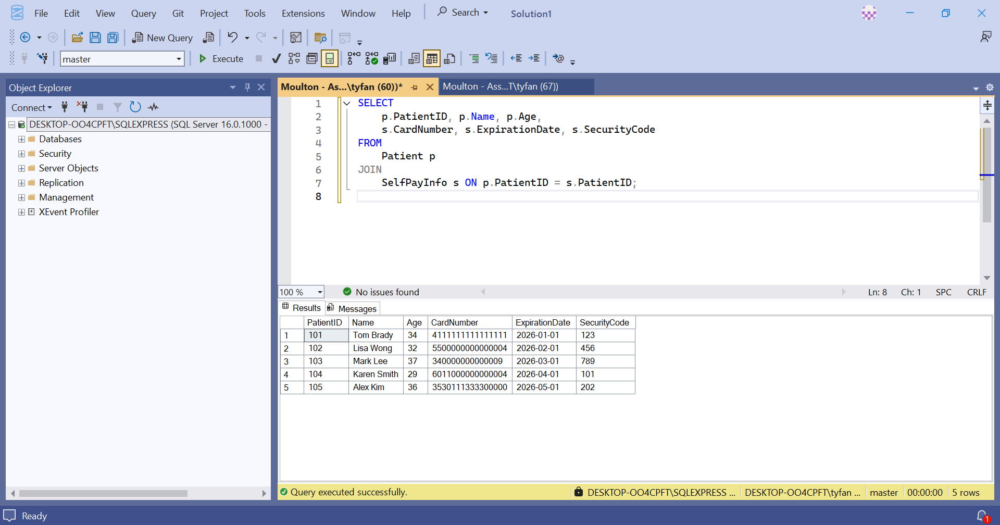 File Edit View Query Git Project Tools Extensions Window Help Search Solution1
New Query
master Execute
Object Explorer
Connect
DESKTOP-OO4CPFT\SQLEXPRESS (SQL Server 16.0.1000 -
Databases
Security
Server Objects
Replication
Management
XEvent Profiler
Moulton - As...\tyfan (60))* Moulton - Ass...T\tyfan (67))
1 SELECT
2 p.PatientID, p.Name, p.Age,
3 s.CardNumber, s.ExpirationDate, s.SecurityCode
4 FROM
5 Patient p
6 JOIN
7 SelfPayInfo s ON p.PatientID = s.PatientID;
8
100 % No issues found Ln: 8 Ch: 1 SPC CRLF
Results Messages
PatientID Name Age CardNumber ExpirationDate SecurityCode
1 101 Tom Brady 34 4111111111111111 2026-01-01 123
2 102 Lisa Wong 32 5500000000000004 2026-02-01 456
3 103 Mark Lee 37 340000000000009 2026-03-01 789
4 104 Karen Smith 29 6011000000000004 2026-04-01 101
5 105 Alex Kim 36 3530111333300000 2026-05-01 202
Query executed successfully. DESKTOP-OO4CPFT\SQLEXPRESS ... DESKTOP-OO4CPFT\tyfan ... master 00:00:00 5 rows
Ready 1